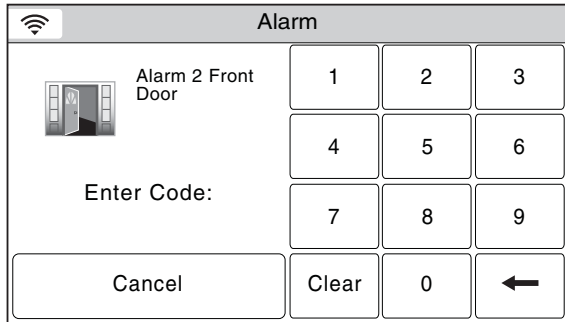 Alarm
Alarm 2 Front
Door
Enter Code:
1 2 3
4 5 6
7 8 9
Cancel Clear 0